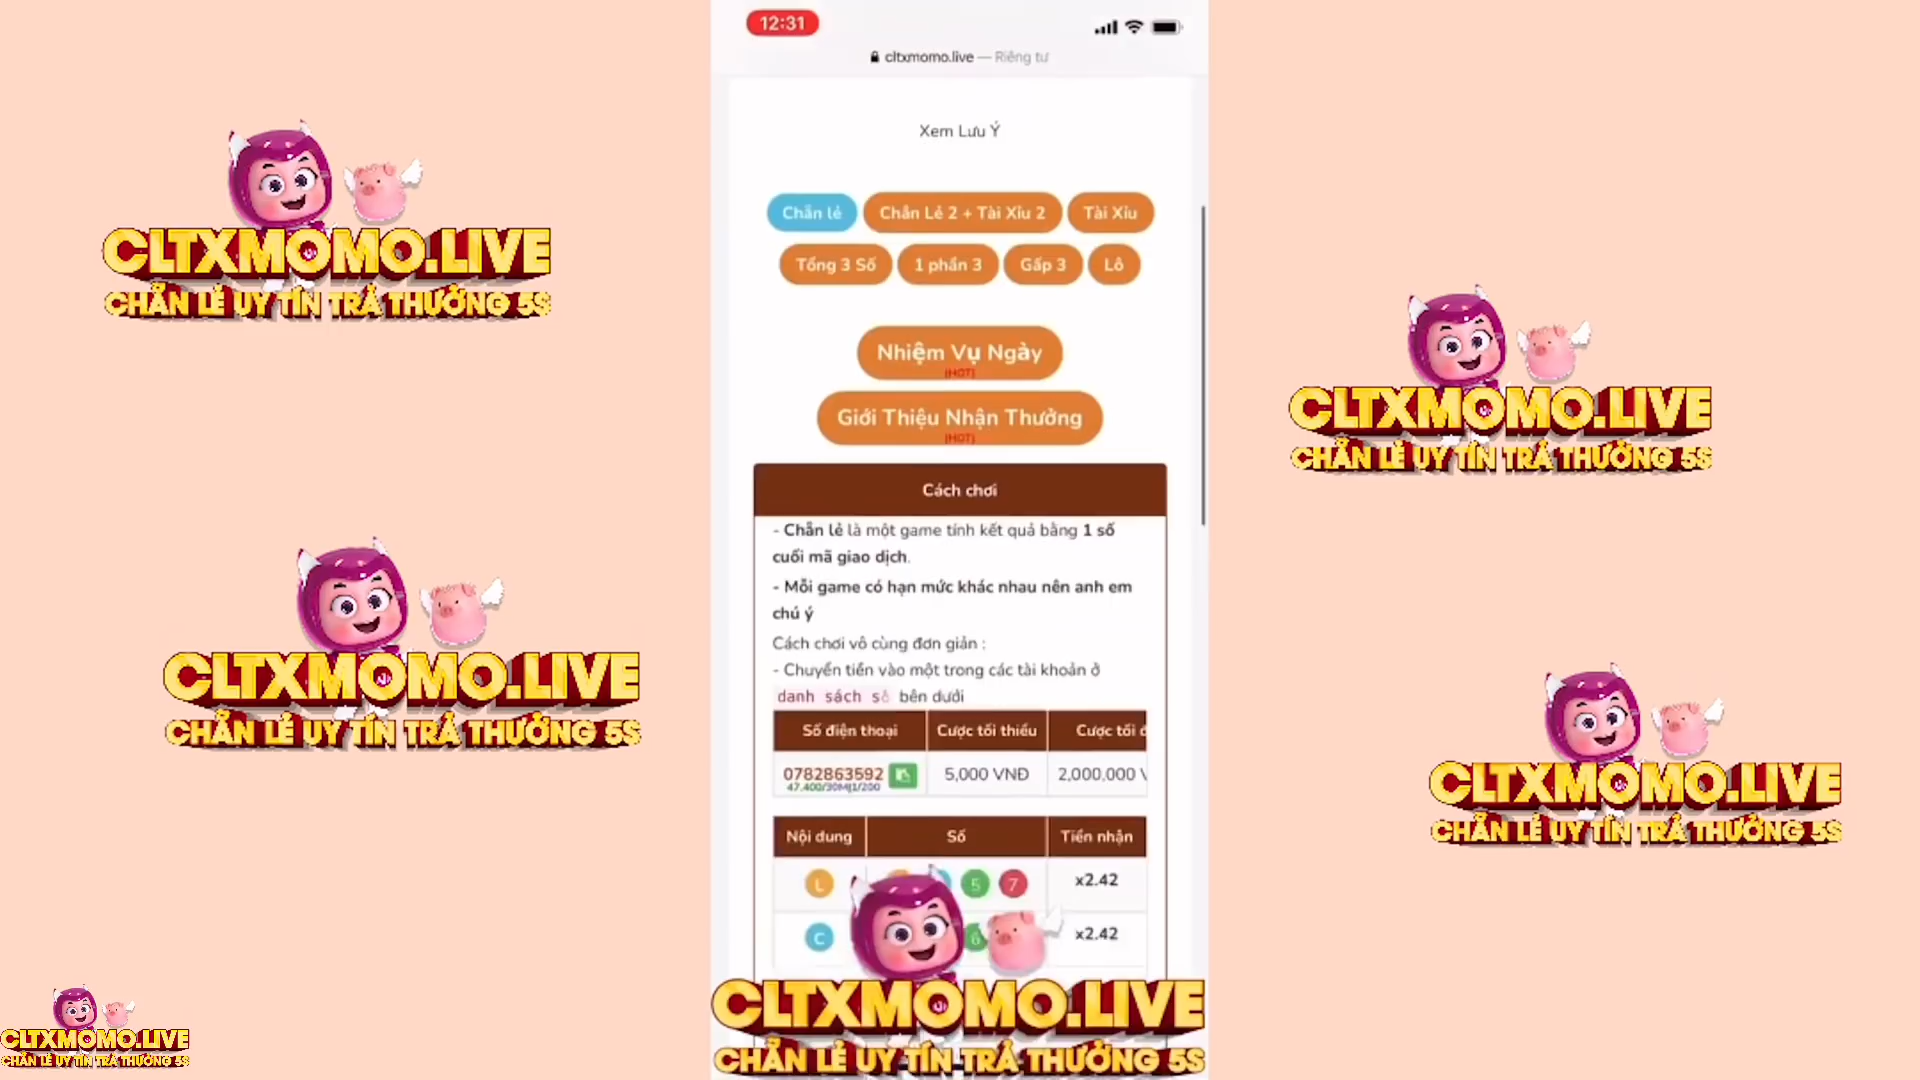 12:31
cltxmomo.live — Riêng tư
Xem Lưu Ý
Chẵn lẻ
Chẵn Lẻ 2 + Tài Xỉu 2
Tài Xỉu
Tổng 3 Số
1 phần 3
Gấp 3
Lô
Nhiệm Vụ Ngày
(HOT)
Giới Thiệu Nhận Thưởng
(HOT)
Cách chơi
- Chẵn lẻ là một game tính kết quả bằng 1 số
cuối mã giao dịch.
- Mỗi game có hạn mức khác nhau nên anh em
chú ý
Cách chơi vô cùng đơn giản :
- Chuyển tiền vào một trong các tài khoản ở
danh sách số bên dưới
Số điện thoại
Cược tối thiểu
Cược tối
0782863592
5,000 VNĐ
2,000,000
Nội dung
Số
Tiền nhận
L
5
7
x2.42
C
6
x2.42
CLTXMOMO.LIVE
CHẴN LẺ UY TÍN TRẢ THƯỞNG 5S
CLTXMOMO.LIVE
CHẴN LẺ UY TÍN TRẢ THƯỞNG 5S
CLTXMOMO.LIVE
CHẴN LẺ UY TÍN TRẢ THƯỞNG 5S
CLTXMOMO.LIVE
CHẴN LẺ UY TÍN TRẢ THƯỞNG 5S
CLTXMOMO.LIVE
CHẴN LẺ UY TÍN TRẢ THƯỞNG 5S
CLTXMOMO.LIVE
CHẴN LẺ UY TÍN TRẢ THƯỞNG 5S